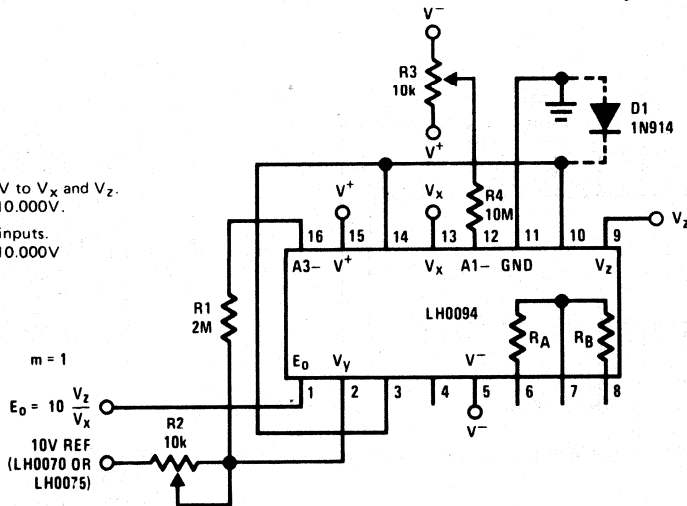 V−
R3
10k
V+
D1
1N914
V to Vx and Vz.
10.000V.
inputs.
10.000V
V+
Vx
R4
10M
Vz
16 15 14 13 12 11 10 9
A3− V+ Vx A1− GND Vz
R1
2M
LH0094
RA RB
m = 1
Eo Vy V−
1 2 3 4 5 6 7 8
Eo = 10 Vz
Vx
V−
R2
10k
10V REF
(LH0070 OR
LH0075)